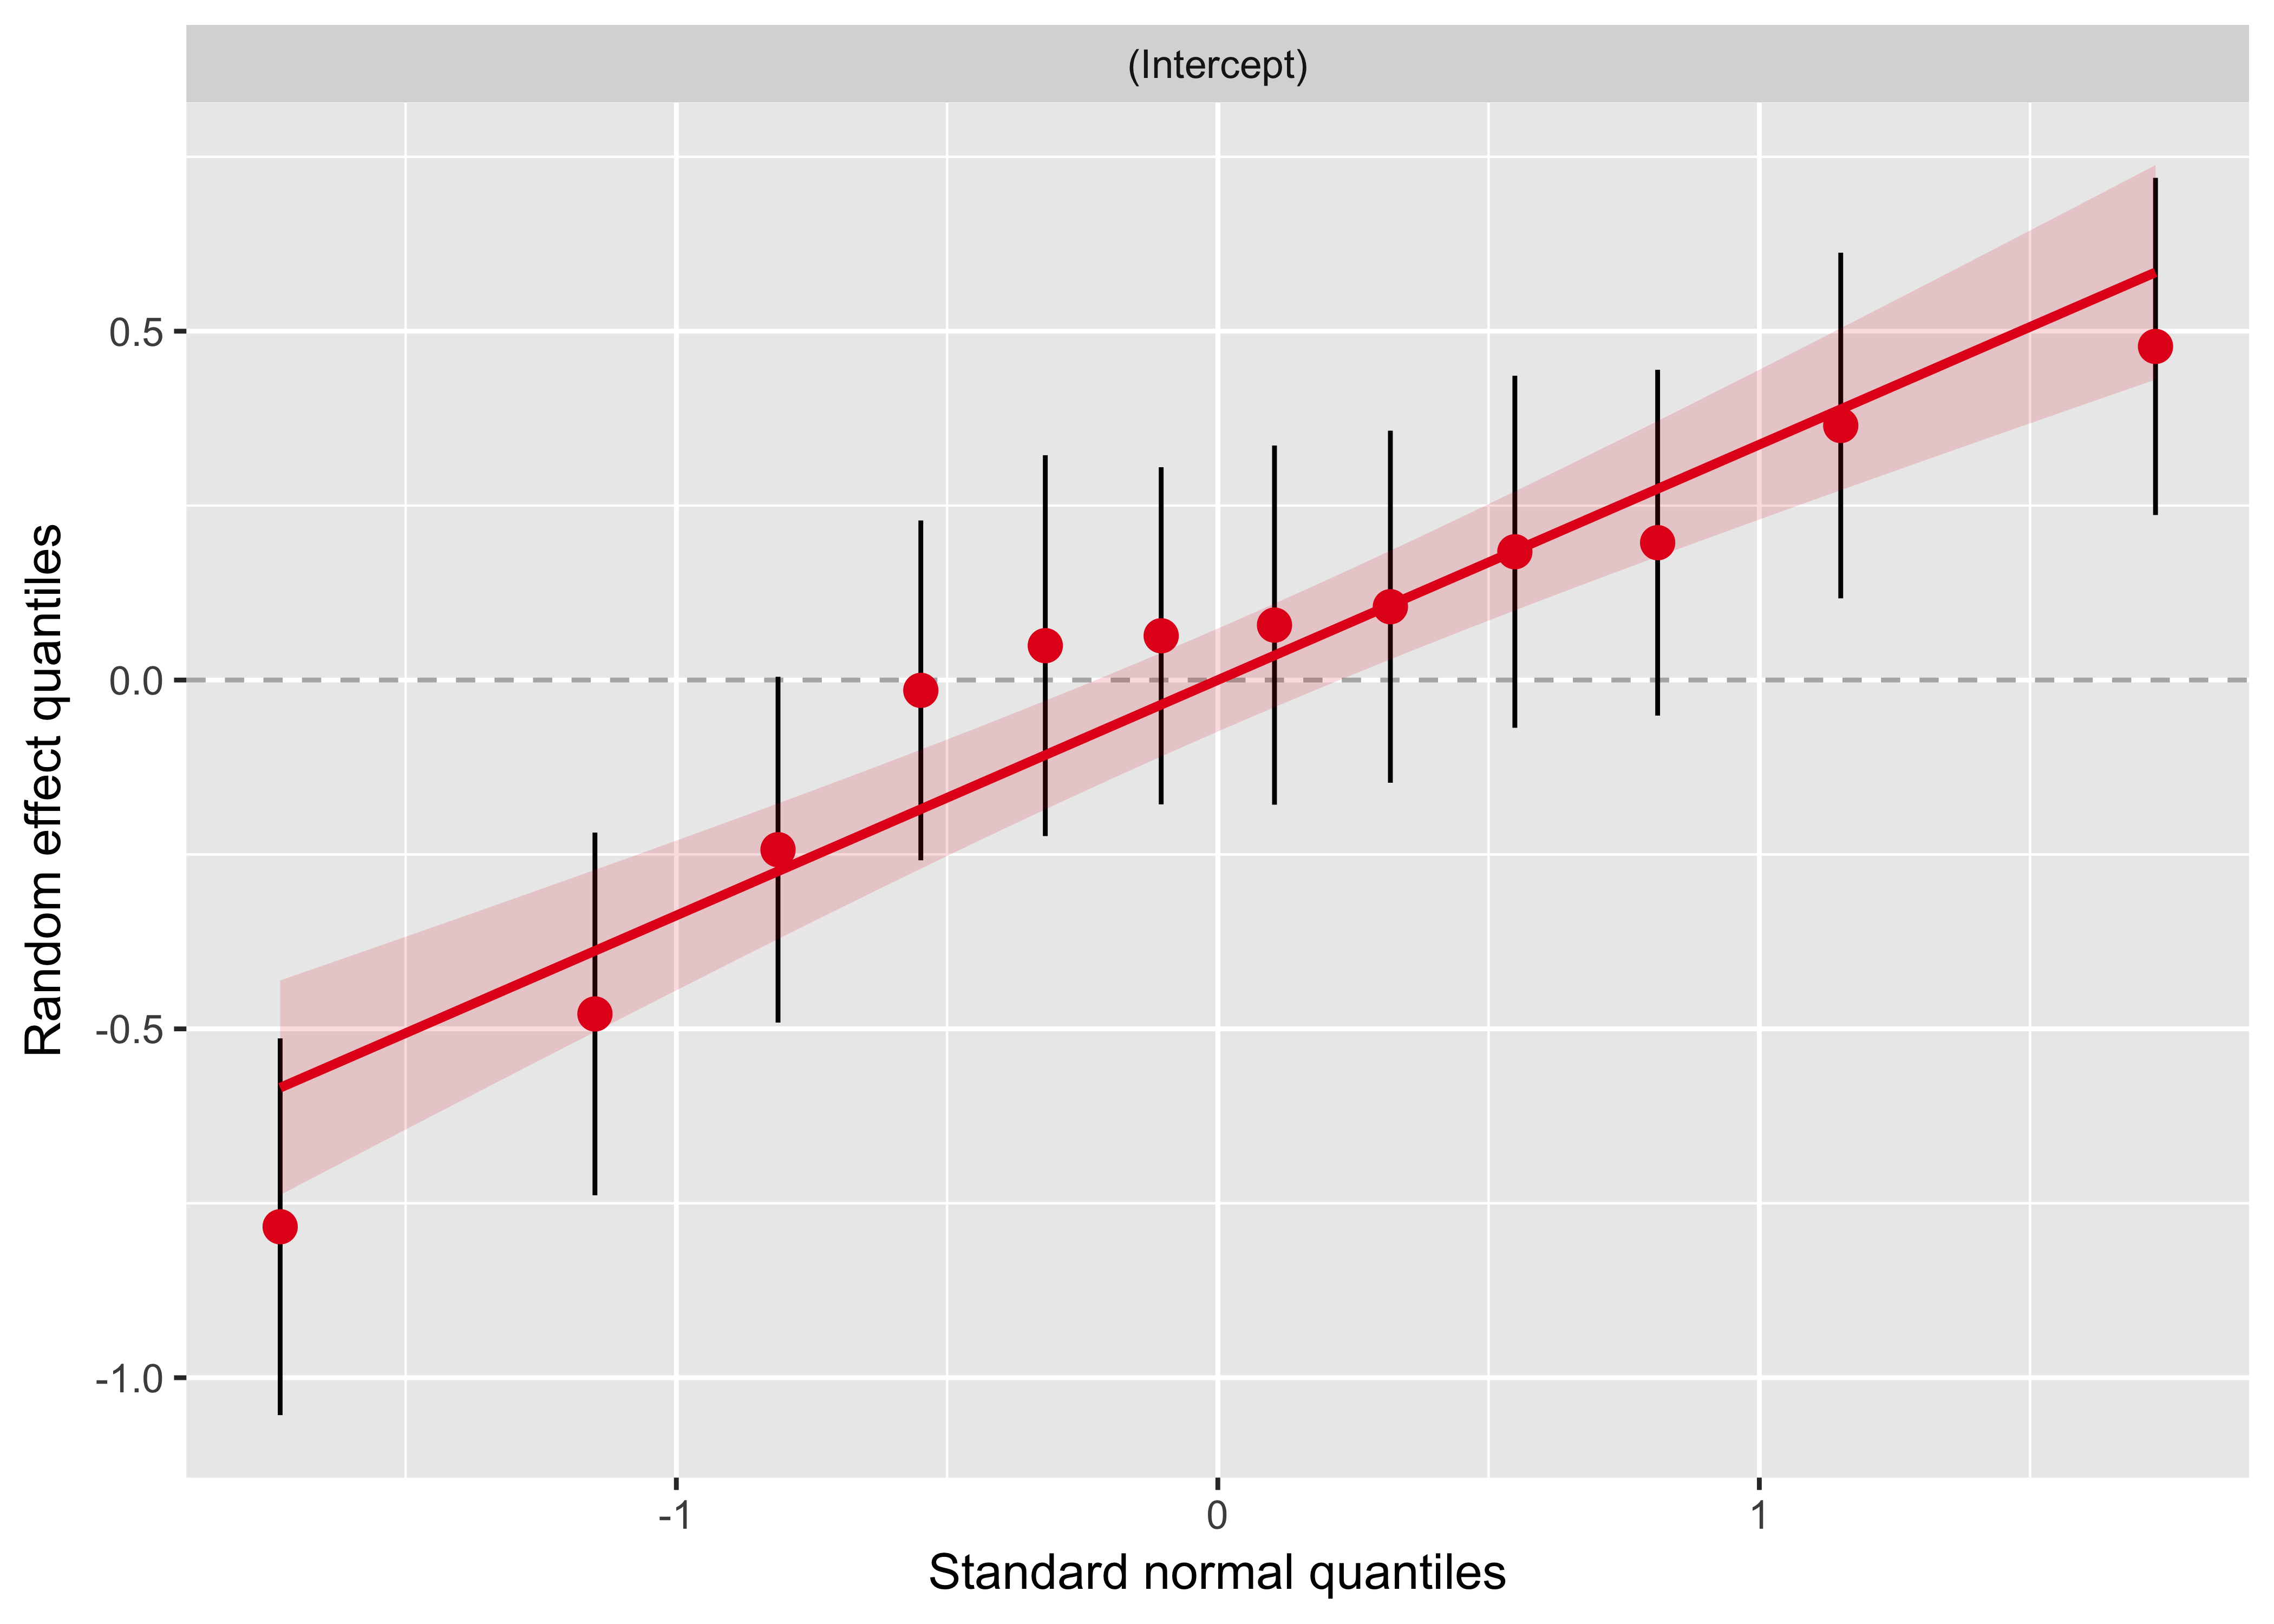 (Intercept)
Random effect quantiles
0.5
0.0
-0.5
-1.0
-1
0
1
Standard normal quantiles